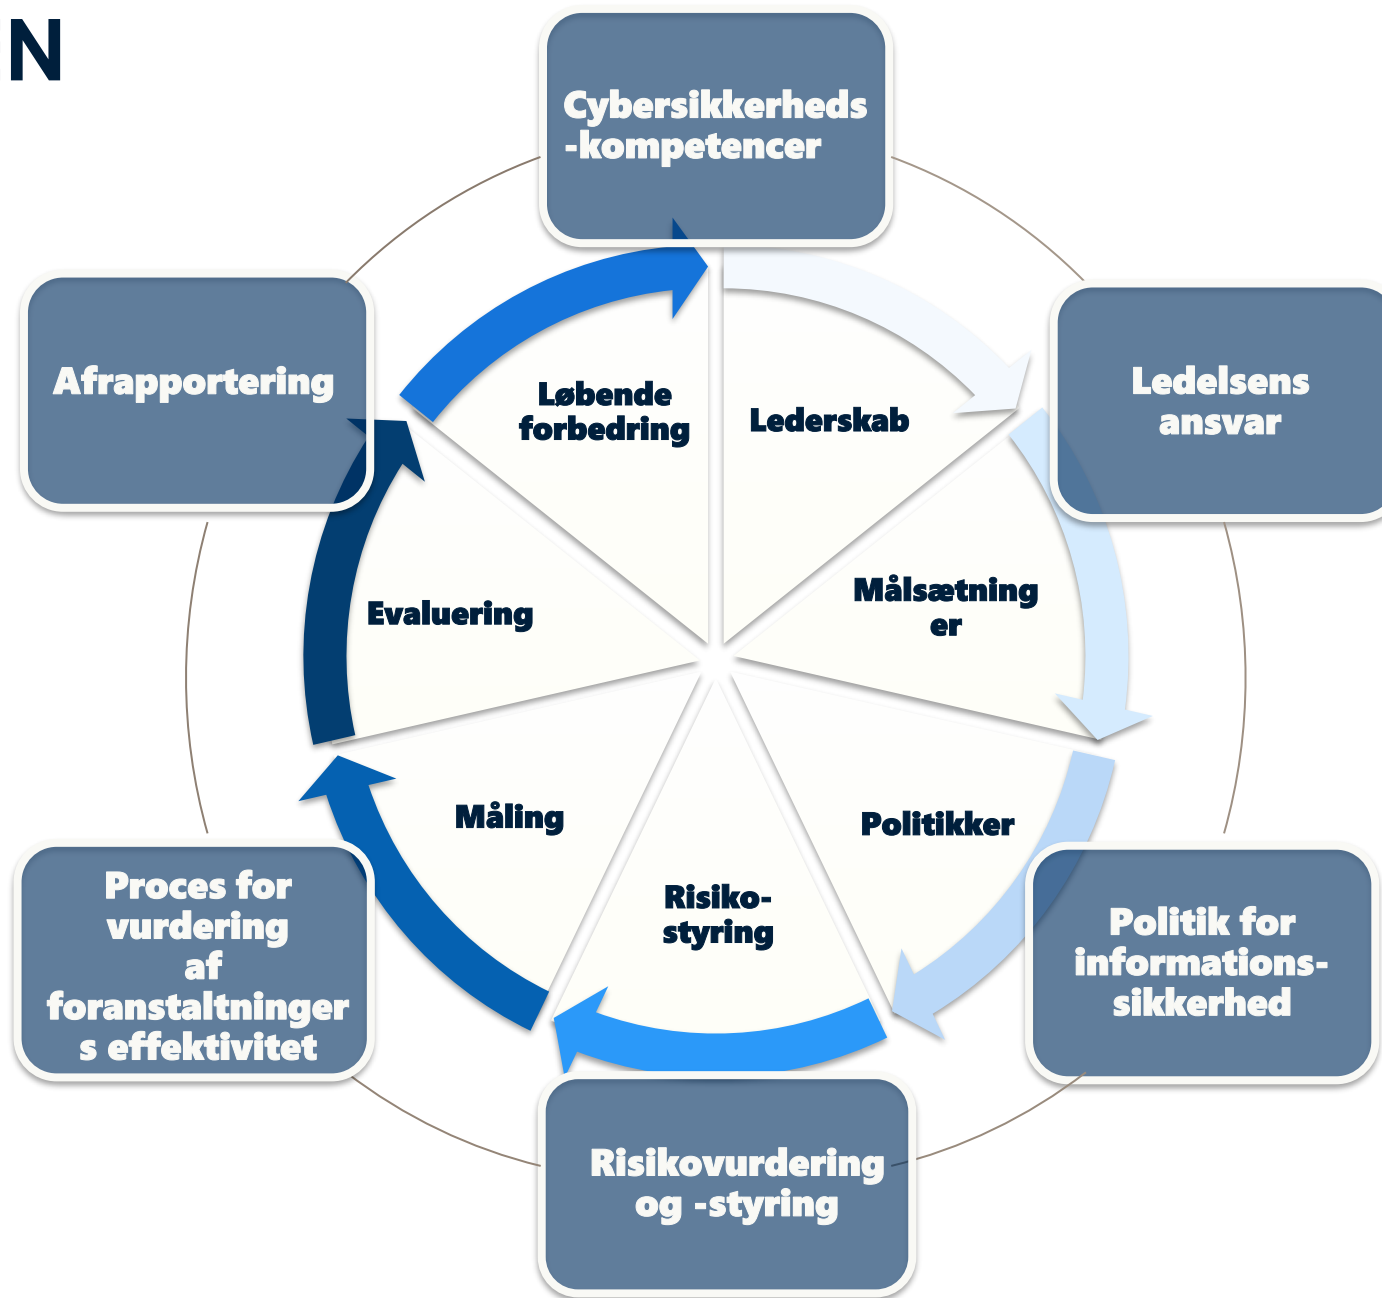 N
Cybersikkerheds
-kompetencer
Ledelsens
ansvar
Politik for
informations-
sikkerhed
Risikovurdering
og -styring
Proces for
vurdering
af
foranstaltninger
s effektivitet
Afrapportering
Lederskab
Målsætning
er
Politikker
Risiko-
styring
Måling
Evaluering
Løbende
forbedring